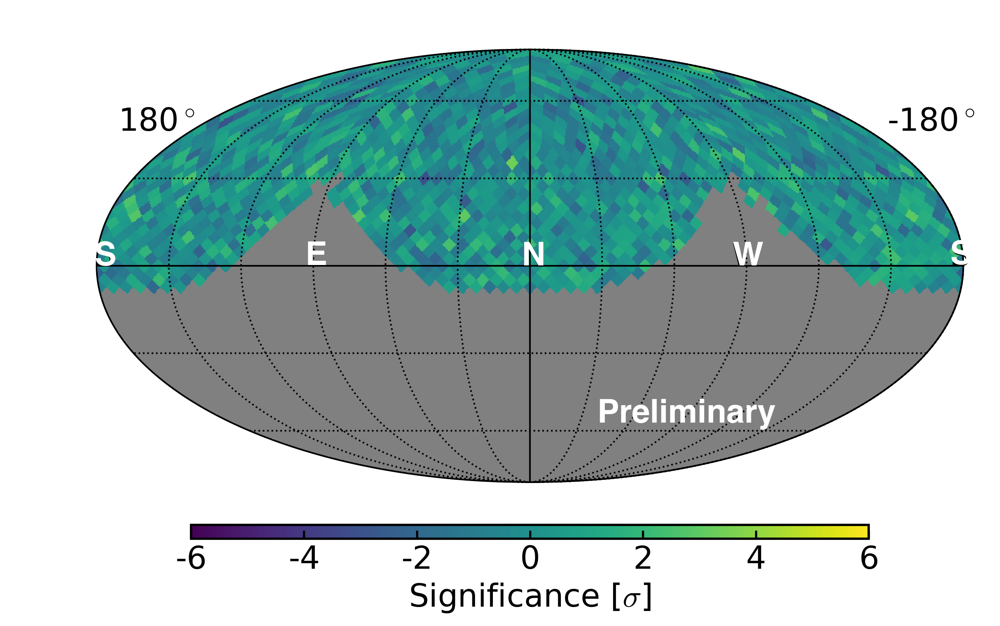 180° -180°
S E N W S
Preliminary
-6 -4 -2 0 2 4 6
Significance [σ]